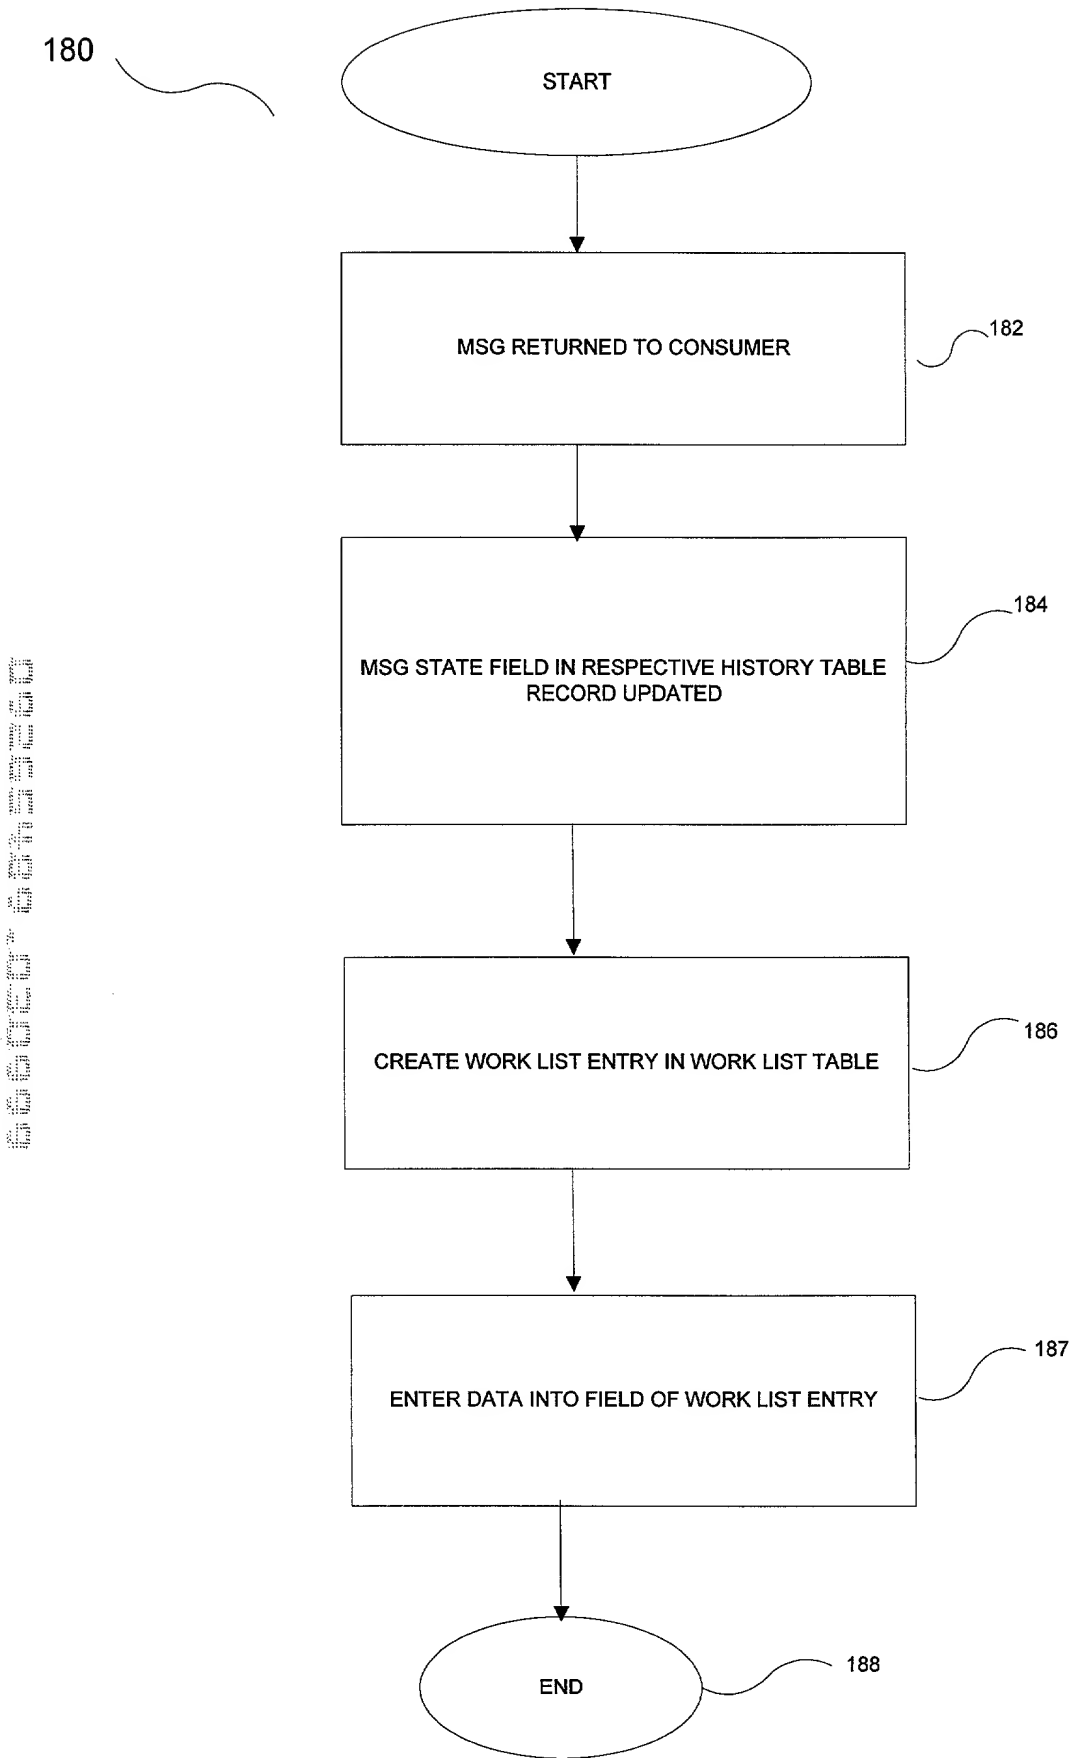 180
START
MSG RETURNED TO CONSUMER
182
184
MSG STATE FIELD IN RESPECTIVE HISTORY TABLE
RECORD UPDATED
186
CREATE WORK LIST ENTRY IN WORK LIST TABLE
187
ENTER DATA INTO FIELD OF WORK LIST ENTRY
188
END